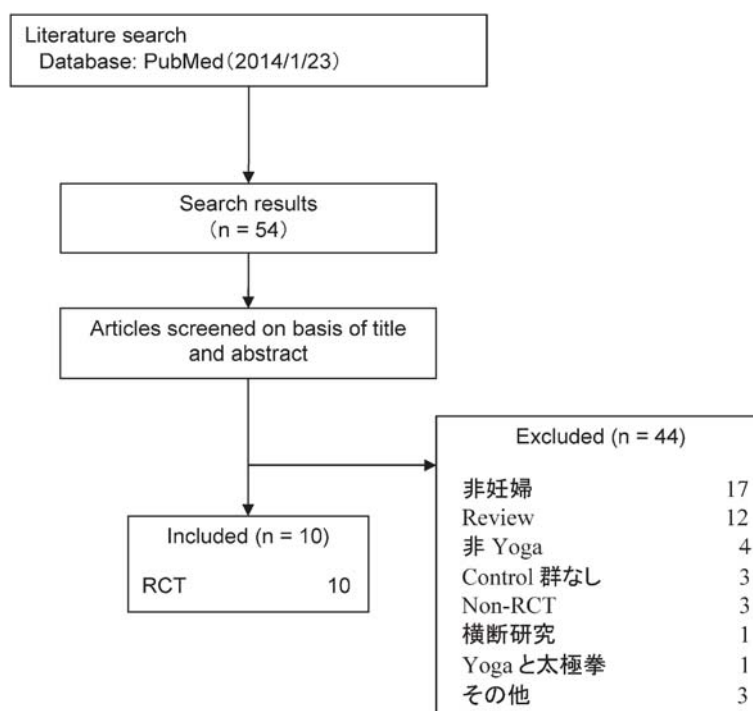 Literature search
Database: PubMed（2014/1/23）
Search results
（n = 54）
Articles screened on basis of title
and abstract
Excluded (n = 44)
非妊婦 17
Review 12
非 Yoga 4
Control 群なし 3
Non-RCT 3
横断研究 1
Yoga と太極拳 1
その他 3
Included (n = 10)
RCT 10